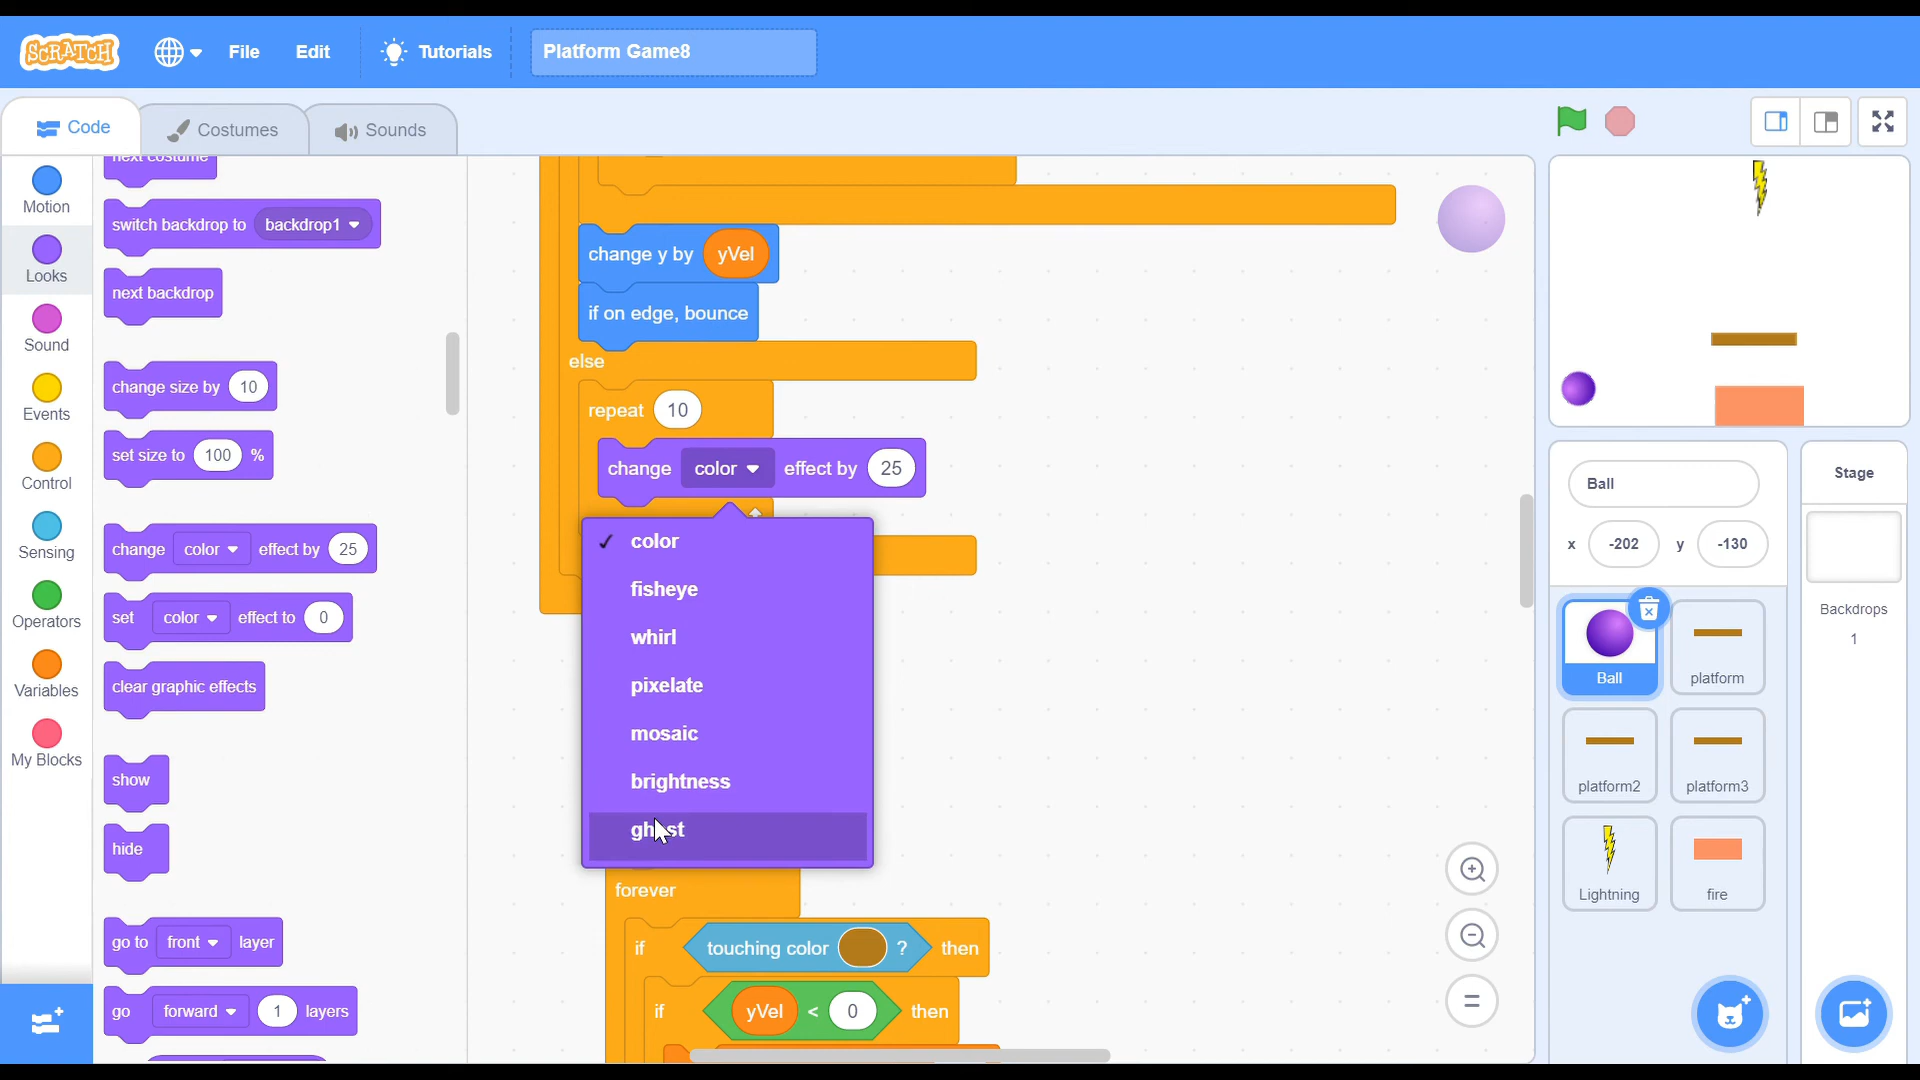 SCRATCH
File
Edit
Tutorials
Platform Game8
Code
Costumes
Sounds
Motion
Looks
Sound
Events
Control
Sensing
Operators
Variables
My Blocks
next costume
switch backdrop to backdrop1
next backdrop
change size by 10
set size to 100 %
change color effect by 25
set color effect to 0
clear graphic effects
show
hide
go to front layer
go forward 1 layers
change y by yVel
if on edge, bounce
else
repeat 10
change color effect by 25
✓ color
fisheye
whirl
pixelate
mosaic
brightness
ghost
forever
if touching color ? then
if yVel < 0 then
Ball
x -202 y -130
Ball
platform
platform2
platform3
Lightning
fire
Stage
Backdrops
1